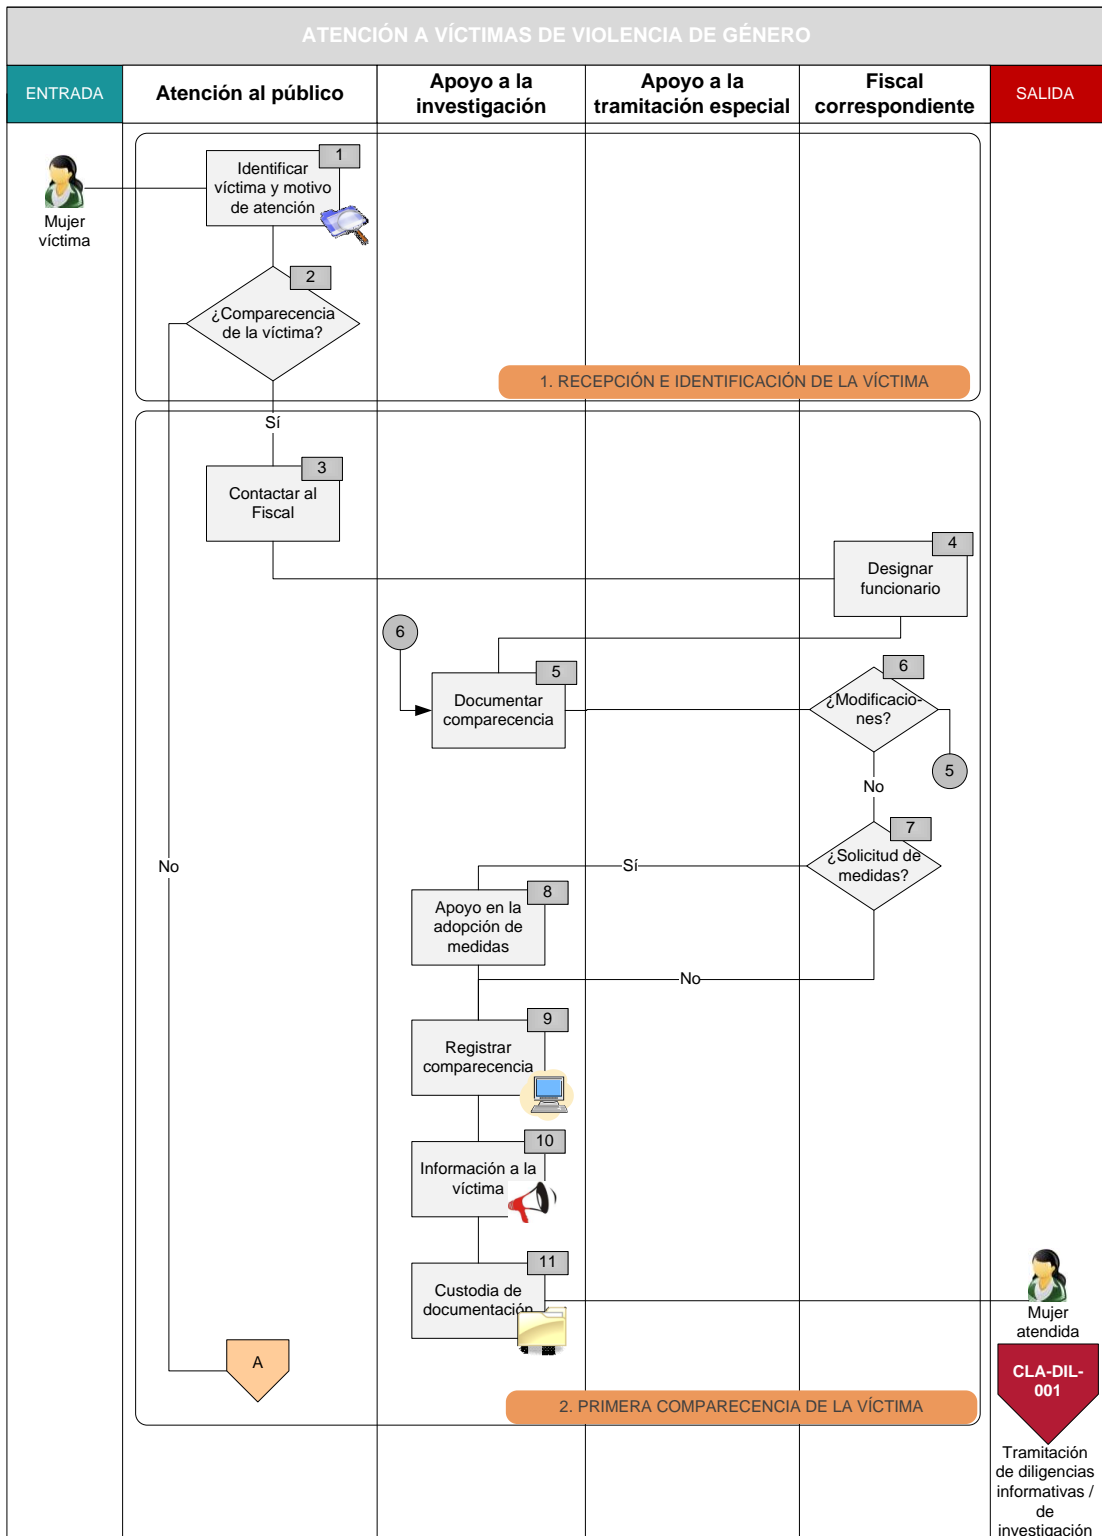 ATENCIÓN A VÍCTIMAS DE VIOLENCIA DE GÉNERO
ENTRADA
Atención al público
Apoyo a la
investigación
Apoyo a la
tramitación especial
Fiscal
correspondiente
SALIDA
Mujer
víctima
1
Identificar
víctima y motivo
de atención
2
¿Comparecencia
de la víctima?
1. RECEPCIÓN E IDENTIFICACIÓN DE LA VÍCTIMA
Sí
3
Contactar al
Fiscal
4
Designar
funcionario
6
5
Documentar
comparecencia
6
¿Modificacio-
nes?
5
No
7
¿Solicitud de
medidas?
Sí
No
8
Apoyo en la
adopción de
medidas
No
9
Registrar
comparecencia
10
Información a la
víctima
11
Custodia de
documentación
Mujer
atendida
A
CLA-DIL-
001
2. PRIMERA COMPARECENCIA DE LA VÍCTIMA
Tramitación
de diligencias
informativas /
de
investigación